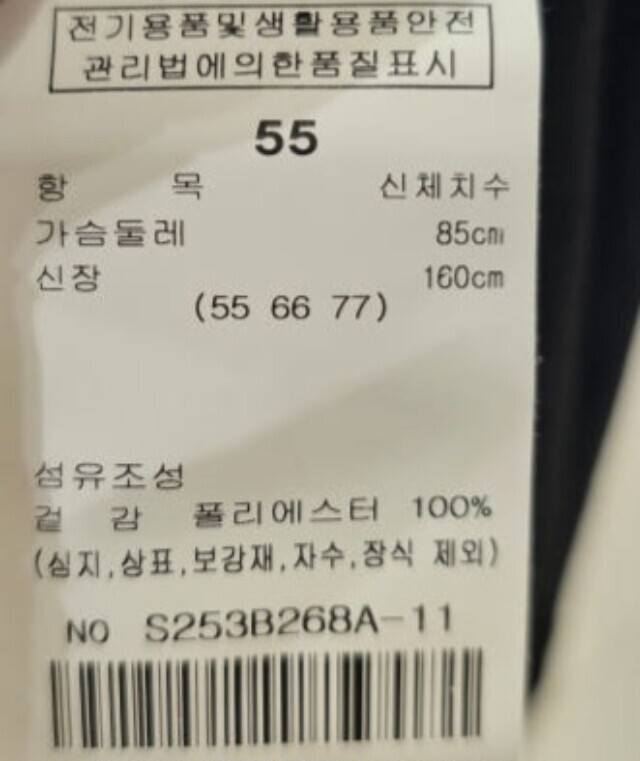 전기용품및생활용품안전
관리법에의한품질표시
55
항 목 신체치수
가슴둘레 85cm
신장 160cm
(55 66 77)
섬유조성
겉 감 폴리에스터 100%
(심지,상표,보강재,자수,장식 제외)
NO S253B268A-11